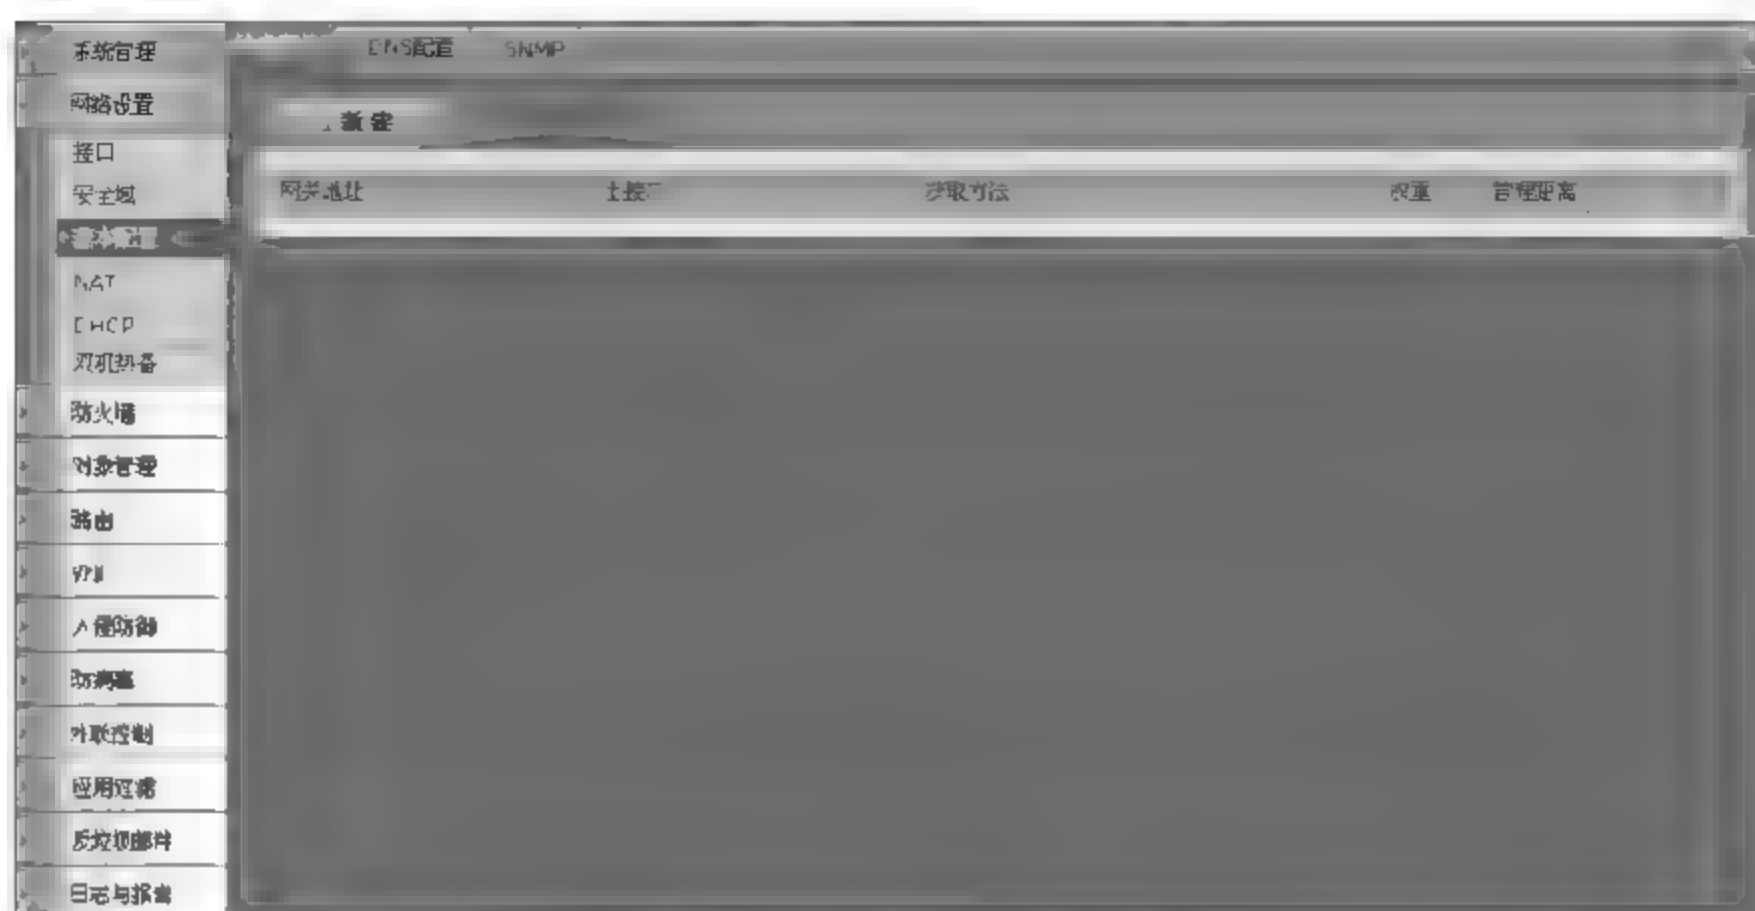 系统管理
DNS配置 SNMP
网络设置
新建
接口
安全域
网关地址 获取方法 权重 管理距离
基本配置
NAT
DHCP
双机热备
防火墙
对象管理
路由
VPN
入侵防御
防病毒
外联控制
应用过滤
反垃圾邮件
日志与报告